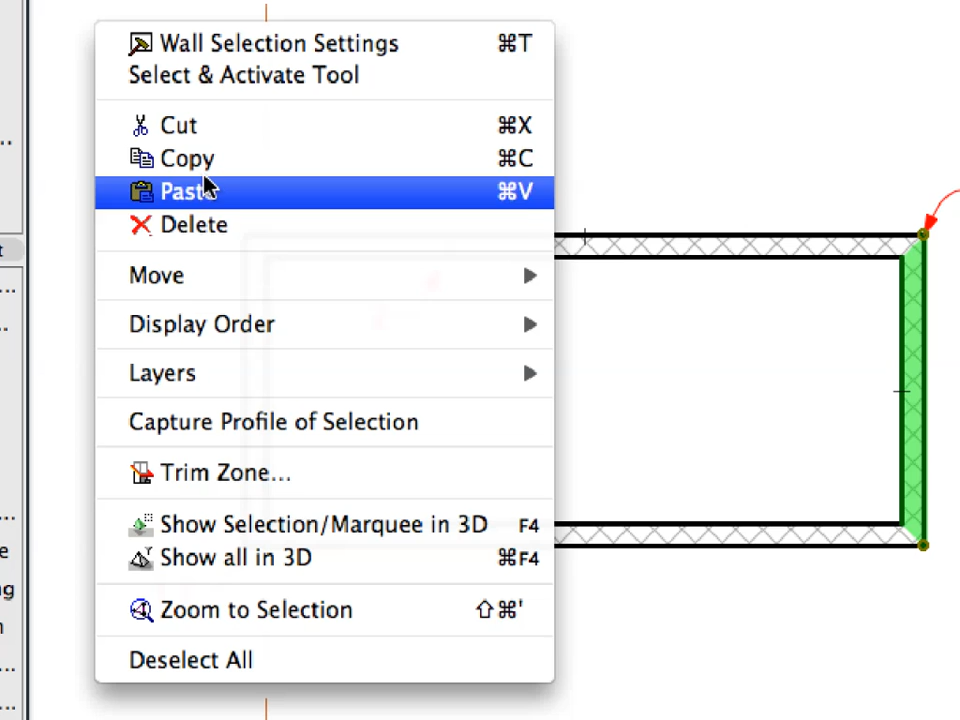 Wall Selection Settings ⌘T
Select & Activate Tool
Cut ⌘X
Copy ⌘C
Paste ⌘V
Delete
Move
Display Order
Layers
Capture Profile of Selection
Trim Zone...
Show Selection/Marquee in 3D F4
Show all in 3D ⌘F4
Zoom to Selection ⇧⌘'
Deselect All